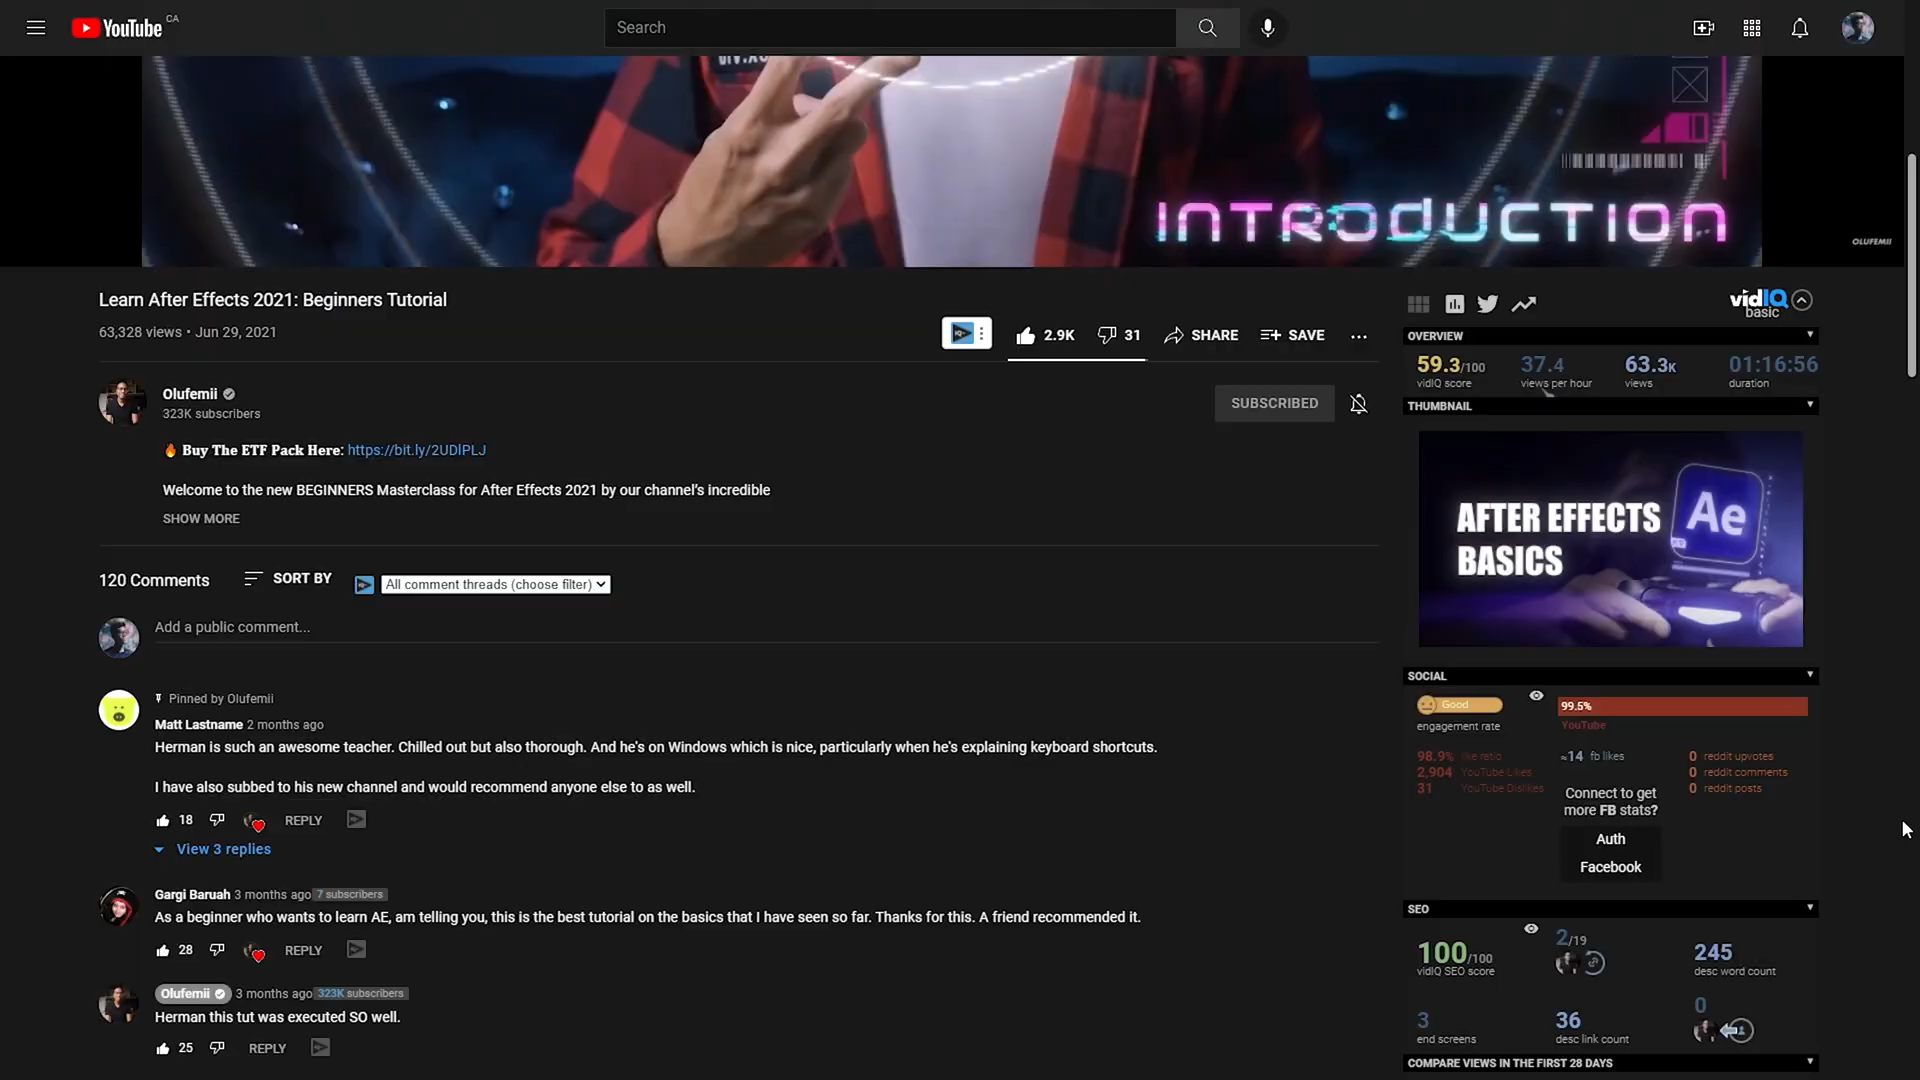 YouTube CA
Search
INTRODUCTION
OLUFEMII
Learn After Effects 2021: Beginners Tutorial
63,328 views • Jun 29, 2021
2.9K
31
SHARE
SAVE
Olufemii
323K subscribers
SUBSCRIBED
🔥 Buy The ETF Pack Here: https://bit.ly/2UDlPLJ
Welcome to the new BEGINNERS Masterclass for After Effects 2021 by our channel's incredible
SHOW MORE
120 Comments
SORT BY
All comment threads (choose filter)
Add a public comment...
Pinned by Olufemii
Matt Lastname 2 months ago
Herman is such an awesome teacher. Chilled out but also thorough. And he's on Windows which is nice, particularly when he's explaining keyboard shortcuts.
I have also subbed to his new channel and would recommend anyone else to as well.
18
REPLY
View 3 replies
Gargi Baruah 3 months ago 7 subscribers
As a beginner who wants to learn AE, am telling you, this is the best tutorial on the basics that I have seen so far. Thanks for this. A friend recommended it.
28
REPLY
Olufemii 3 months ago 323K subscribers
Herman this tut was executed SO well.
25
REPLY
vidIQ
basic
OVERVIEW
59.3/100
vidIQ score
37.4
views per hour
63.3K
views
01:16:56
duration
THUMBNAIL
AFTER EFFECTS
BASICS
Ae
SOCIAL
Good
engagement rate
99.5%
YouTube
98.9% like ratio
2,904 YouTube Likes
31 YouTube Dislikes
≈14 fb likes
Connect to get
more FB stats?
Auth
Facebook
0 reddit upvotes
0 reddit comments
0 reddit posts
SEO
100/100
vidIQ SEO score
2/19
245
desc word count
3
end screens
36
desc link count
0
COMPARE VIEWS IN THE FIRST 28 DAYS